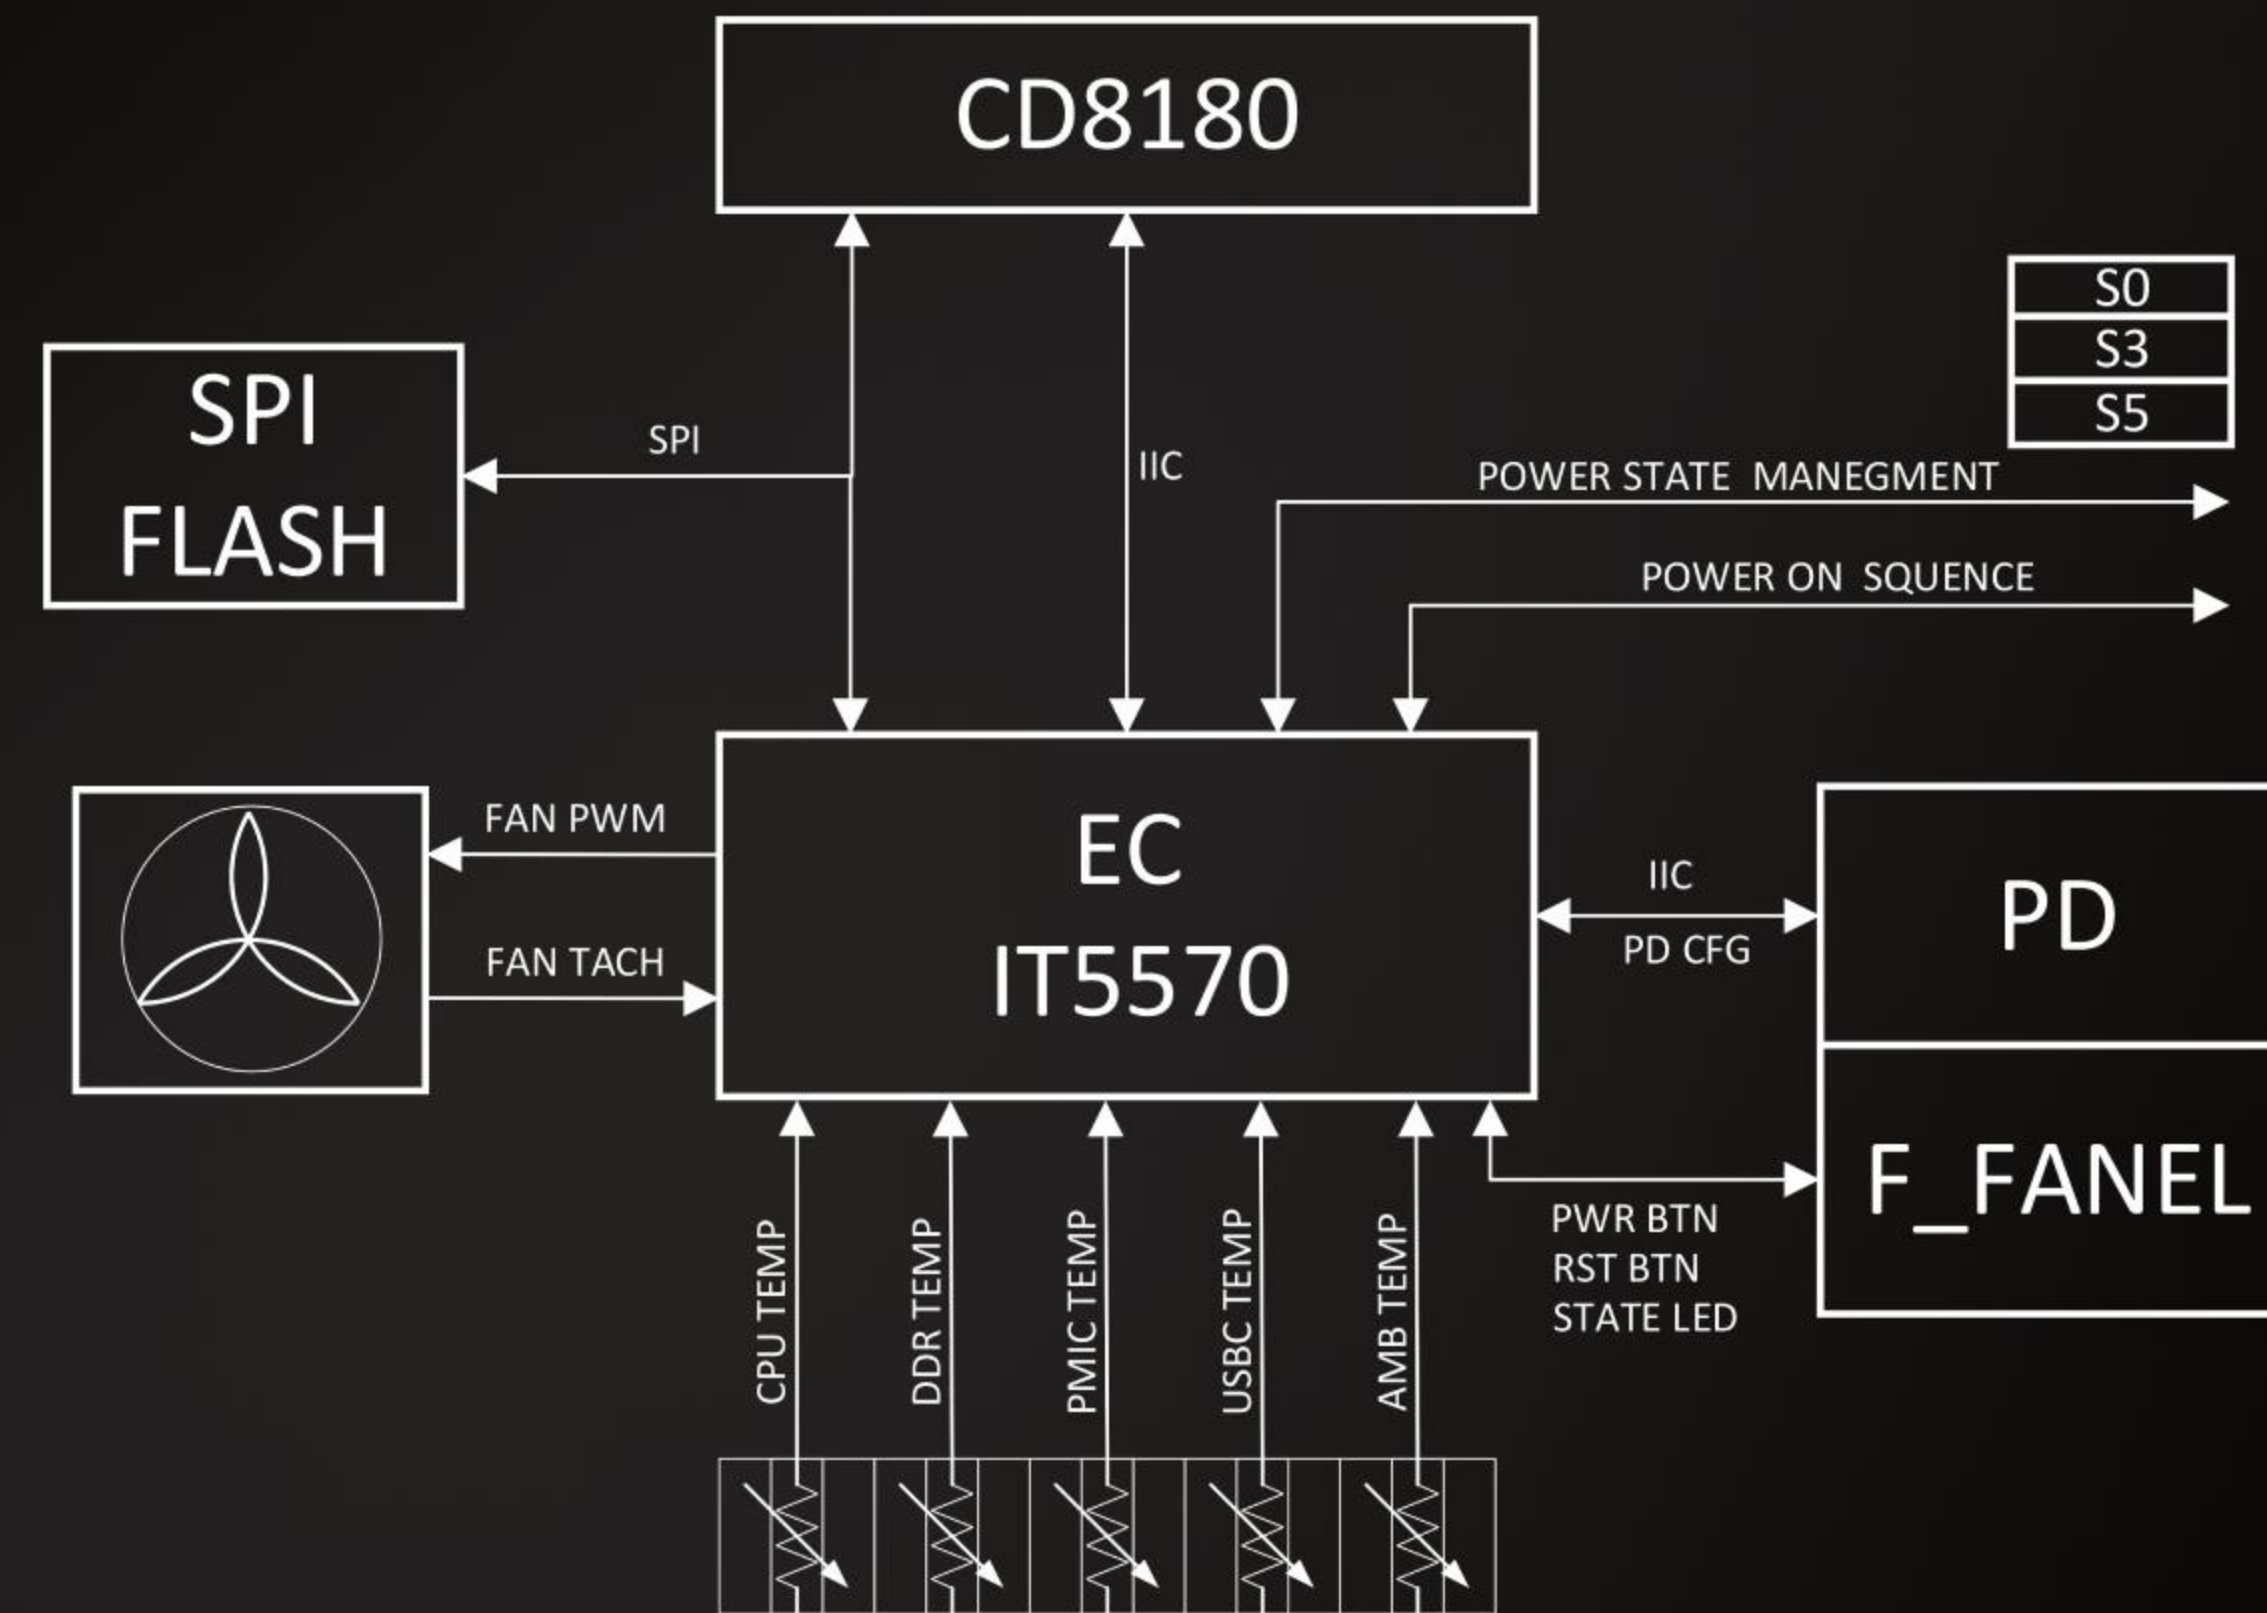 CD8180
S0
S3
S5
SPI
FLASH
SPI
IIC
POWER STATE  MANEGMENT
POWER ON  SQUENCE
FAN PWM
FAN TACH
EC
IT5570
IIC
PD CFG
PD
F_FANEL
PWR BTN
RST BTN
STATE LED
CPU TEMP
DDR TEMP
PMIC TEMP
USBC TEMP
AMB TEMP